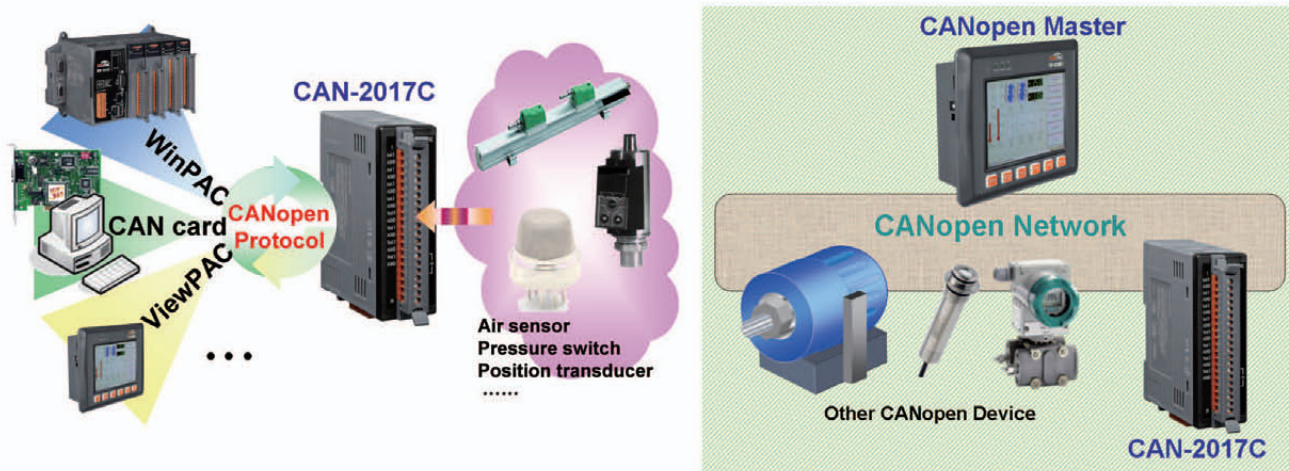 CAN-2017C
WinPAC
CAN card
CANopen
Protocol
ViewPAC
...
Air sensor
Pressure switch
Position transducer
......
CANopen Master
CANopen Network
Other CANopen Device
CAN-2017C